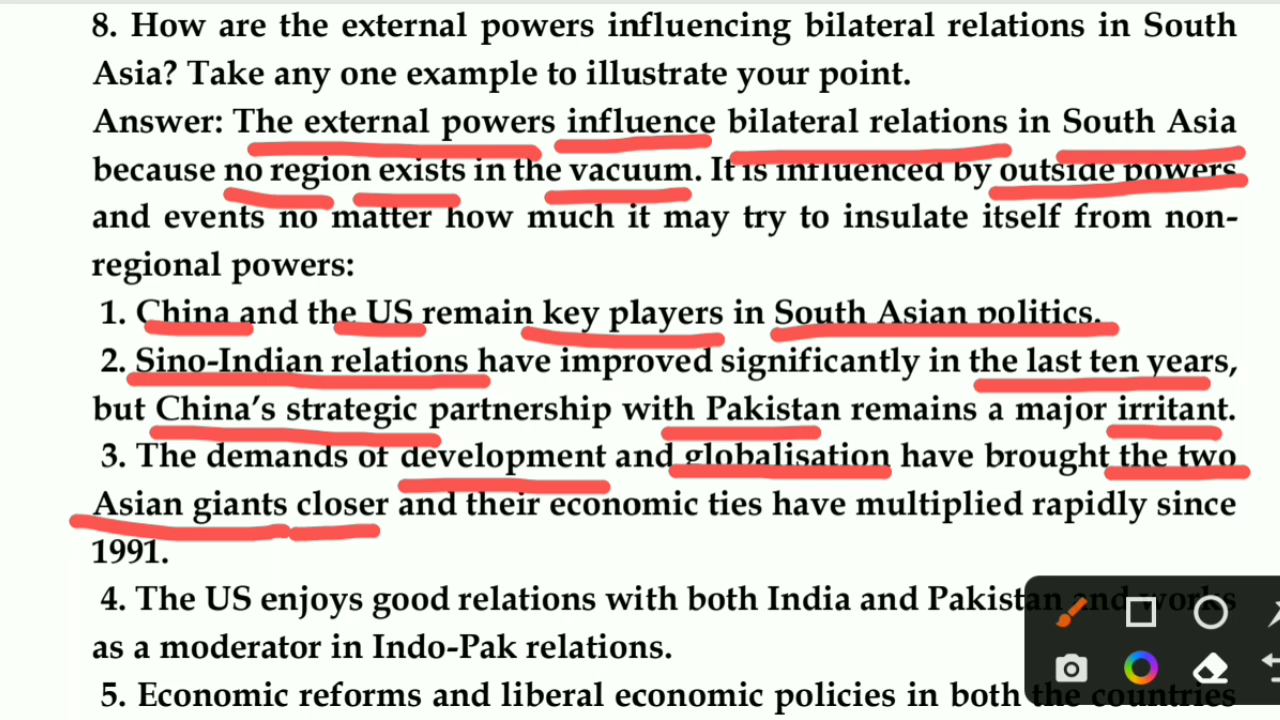 8. How are the external powers influencing bilateral relations in South
Asia? Take any one example to illustrate your point.
Answer: The external powers influence bilateral relations in South Asia
because no region exists in the vacuum. It is influenced by outside powers
and events no matter how much it may try to insulate itself from non-
regional powers:
1. China and the US remain key players in South Asian politics.
2. Sino-Indian relations have improved significantly in the last ten years,
but China's strategic partnership with Pakistan remains a major irritant.
3. The demands of development and globalisation have brought the two
Asian giants closer and their economic ties have multiplied rapidly since
1991.
4. The US enjoys good relations with both India and Pakistan and works
as a moderator in Indo-Pak relations.
5. Economic reforms and liberal economic policies in both the countries